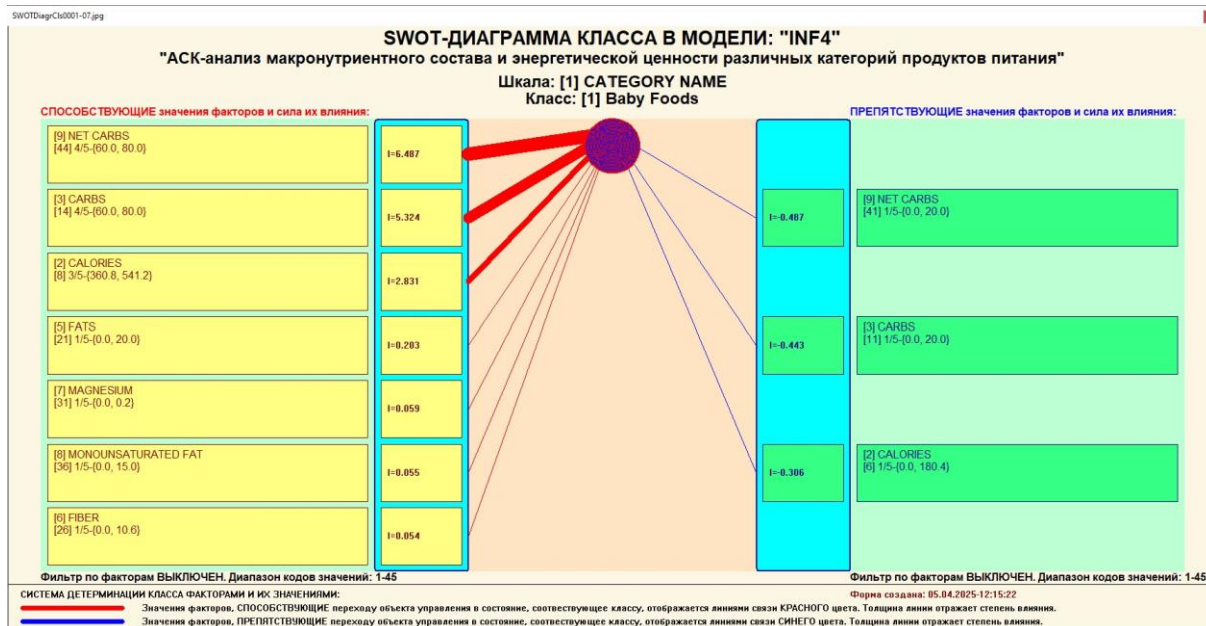 SWOTDiagrCls0001-07.jpg
SWOT-ДИАГРАММА КЛАССА В МОДЕЛИ: "INF4"
"АСК-анализ макронутриентного состава и энергетической ценности различных категорий продуктов питания"
Шкала: [1] CATEGORY NAME
Класс: [1] Baby Foods
СПОСОБСТВУЮЩИЕ значения факторов и сила их влияния:
ПРЕПЯТСТВУЮЩИЕ значения факторов и сила их влияния:
[9] NET CARBS
[44] 4/5-{60.0, 80.0}
I=6.487
[3] CARBS
[14] 4/5-{60.0, 80.0}
I=5.324
[2] CALORIES
[8] 3/5-{360.8, 541.2}
I=2.831
[5] FATS
[21] 1/5-{0.0, 20.0}
I=0.203
[7] MAGNESIUM
[31] 1/5-{0.0, 0.2}
I=0.059
[8] MONOUNSATURATED FAT
[36] 1/5-{0.0, 15.0}
I=0.055
[6] FIBER
[26] 1/5-{0.0, 10.6}
I=0.054
I=-0.487
[9] NET CARBS
[41] 1/5-{0.0, 20.0}
I=-0.443
[3] CARBS
[11] 1/5-{0.0, 20.0}
I=-0.306
[2] CALORIES
[6] 1/5-{0.0, 180.4}
Фильтр по факторам ВЫКЛЮЧЕН. Диапазон кодов значений: 1-45
Фильтр по факторам ВЫКЛЮЧЕН. Диапазон кодов значений: 1-45
СИСТЕМА ДЕТЕРМИНАЦИИ КЛАССА ФАКТОРАМИ И ИХ ЗНАЧЕНИЯМИ:
Форма создана: 05.04.2025-12:15:22
Значения факторов, СПОСОБСТВУЮЩИЕ переходу объекта управления в состояние, соотвествующее классу, отображается линиями связи КРАСНОГО цвета. Толщина линии отражает степень влияния.
Значения факторов, ПРЕПЯТСТВУЮЩИЕ переходу объекта управления в состояние, соотвествующее классу, отображается линиями связи СИНЕГО цвета. Толщина линии отражает степень влияния.